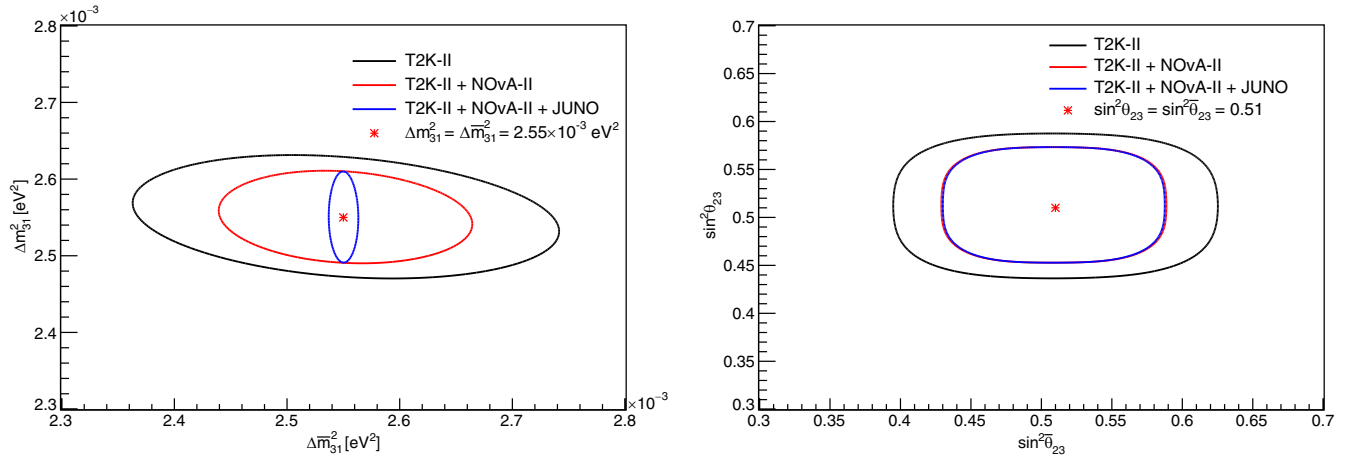 ×10⁻³
2.8
2.7
2.6
2.5
2.4
2.3
Δm²₃₁ [eV²]
T2K-II
T2K-II + NOvA-II
T2K-II + NOvA-II + JUNO
Δm²₃₁ = Δm̅²₃₁ = 2.55×10⁻³ eV²
2.3 2.4 2.5 2.6 2.7 2.8
×10⁻³
Δm̅²₃₁ [eV²]
0.7
0.65
0.6
0.55
0.5
0.45
0.4
0.35
0.3
sin²θ₂₃
T2K-II
T2K-II + NOvA-II
T2K-II + NOvA-II + JUNO
sin²θ₂₃ = sin²θ̅₂₃ = 0.51
0.3 0.35 0.4 0.45 0.5 0.55 0.6 0.65 0.7
sin²θ̅₂₃